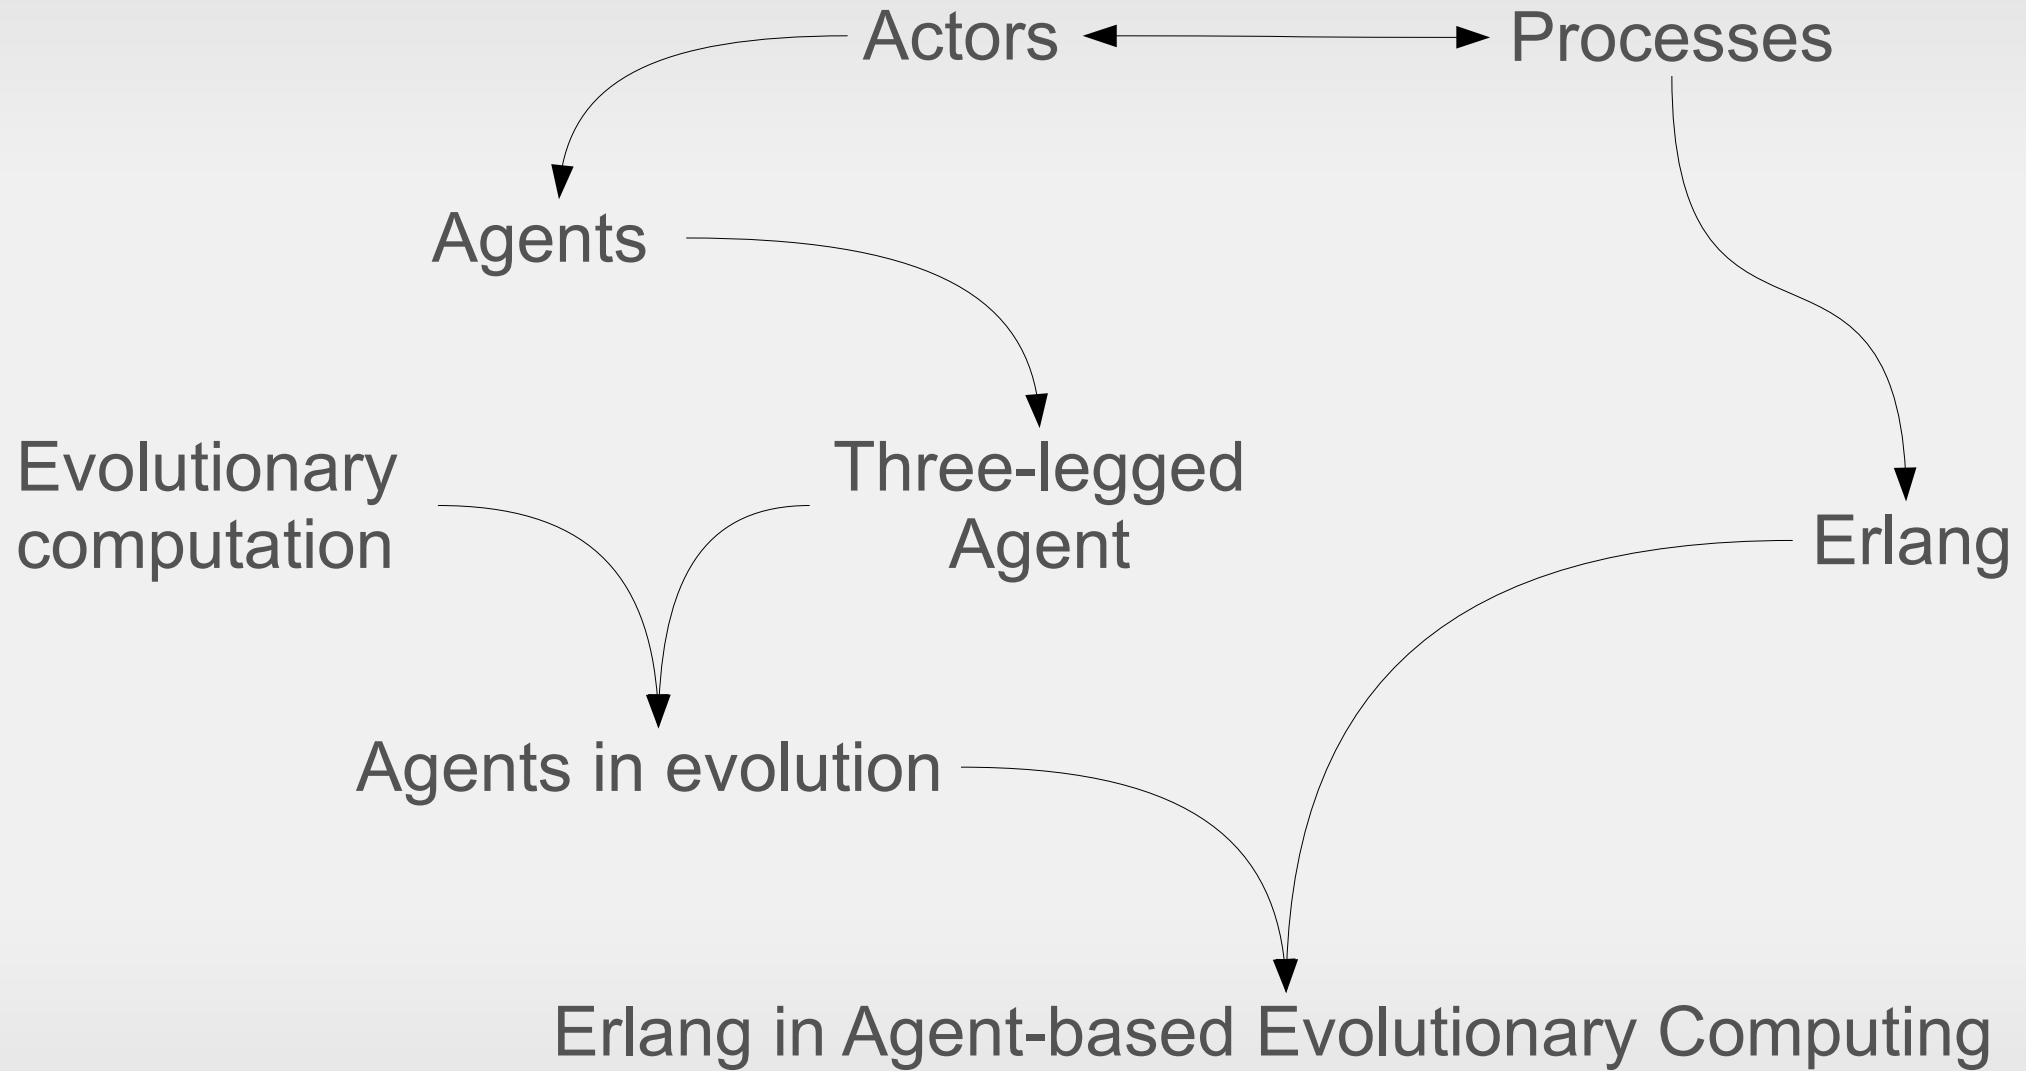 Actors
Processes
Agents
Evolutionary
computation
Three-legged
Agent
Erlang
Agents in evolution
Erlang in Agent-based Evolutionary Computing